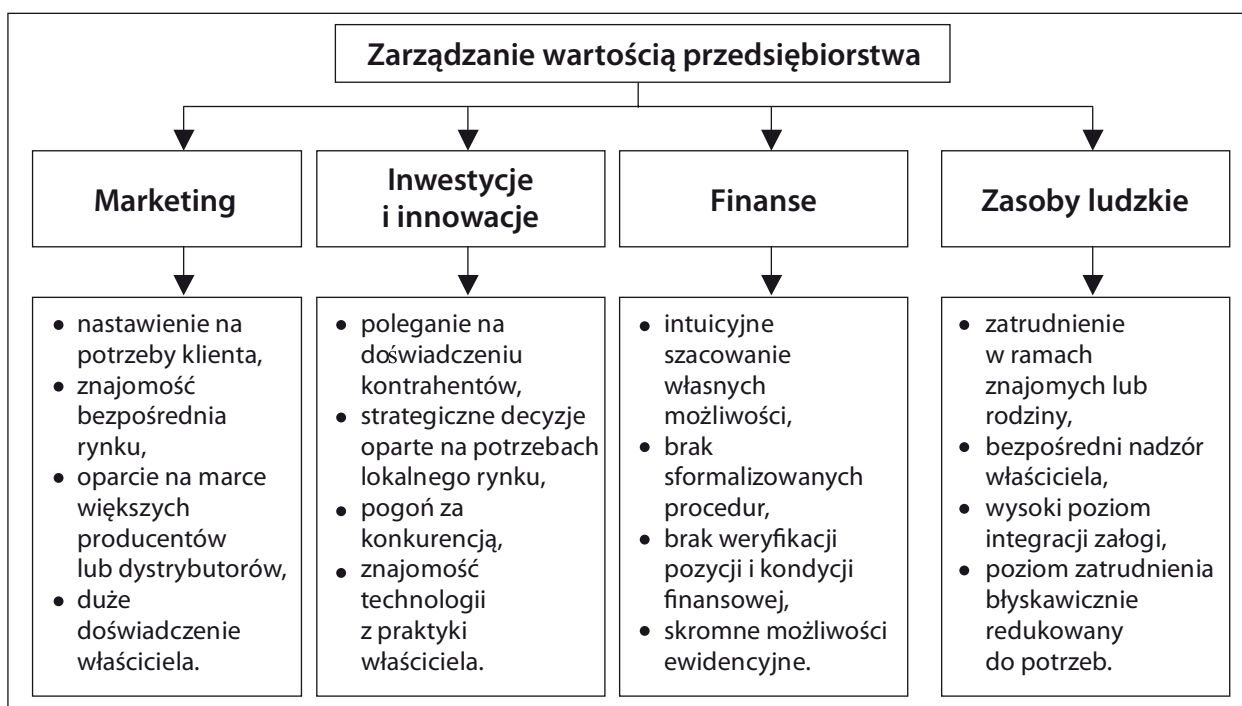 Zarządzanie wartością przedsiębiorstwa
Marketing
Inwestycje
i innowacje
Finanse
Zasoby ludzkie
• nastawienie na
potrzeby klienta,
• znajomość
bezpośrednia
rynku,
• oparcie na marce
większych
producentów
lub dystrybutorów,
• duże
doświadczenie
właściciela.
• poleganie na
doświadczeniu
kontrahentów,
• strategiczne decyzje
oparte na potrzebach
lokalnego rynku,
• pogoń za
konkurencją,
• znajomość
technologii
z praktyki
właściciela.
• intuicyjne
szacowanie
własnych
możliwości,
• brak
sformalizowanych
procedur,
• brak weryfikacji
pozycji i kondycji
finansowej,
• skromne możliwości
ewidencyjne.
• zatrudnienie
w ramach
znajomych lub
rodziny,
• bezpośredni nadzór
właściciela,
• wysoki poziom
integracji załogi,
• poziom zatrudnienia
błyskawicznie
redukowany
do potrzeb.